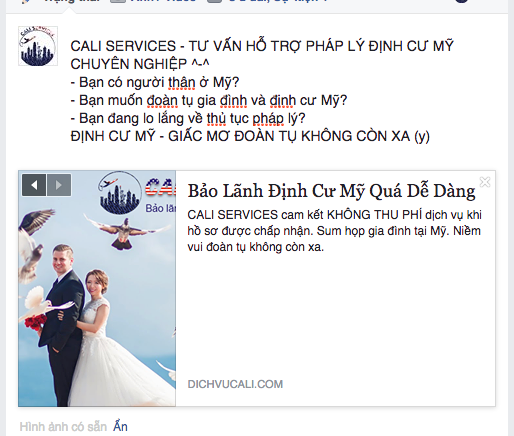 CALI SERVICES - TƯ VẤN HỖ TRỢ PHÁP LÝ ĐỊNH CƯ MỸ
CHUYÊN NGHIỆP ^-^
- Bạn có người thân ở Mỹ?
- Bạn muốn đoàn tụ gia đình và định cư Mỹ?
- Bạn đang lo lắng về thủ tục pháp lý?
ĐỊNH CƯ MỸ - GIẤC MƠ ĐOÀN TỤ KHÔNG CÒN XA (y)
CALI
Bảo lãn
Bảo Lãnh Định Cư Mỹ Quá Dễ Dàng
CALI SERVICES cam kết KHÔNG THU PHÍ dịch vụ khi
hồ sơ được chấp nhận. Sum họp gia đình tại Mỹ. Niềm
vui đoàn tụ không còn xa.
DICHVUCALI.COM
Hình ảnh có sẵn Ẩn